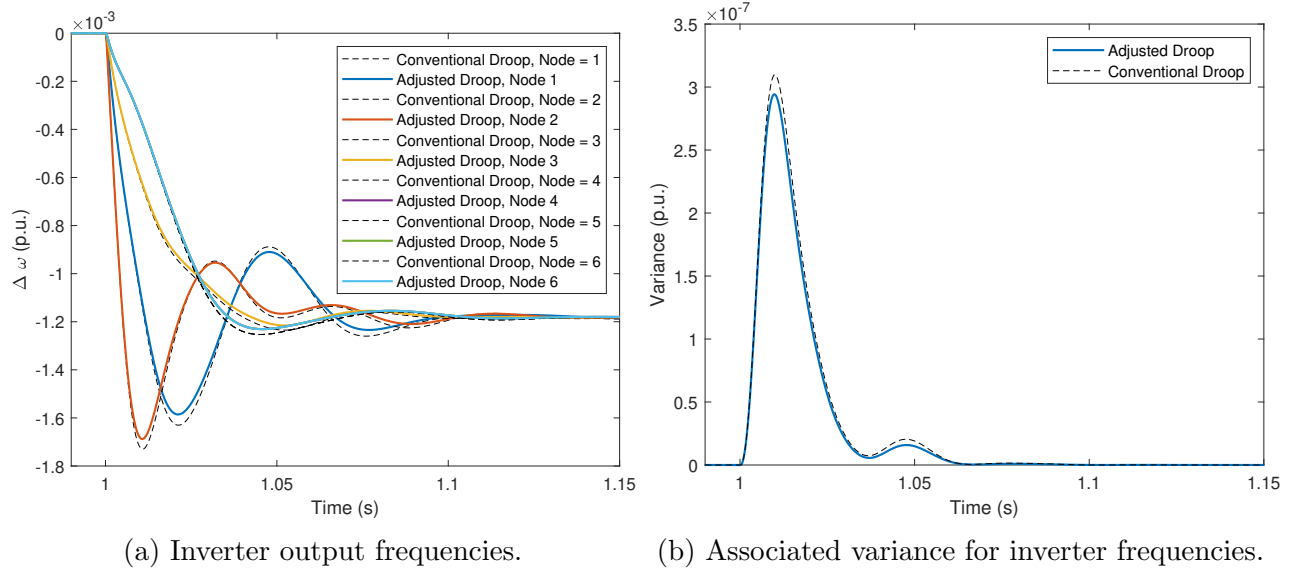 ×10⁻³
0
-0.2
-0.4
-0.6
-0.8
-1
-1.2
-1.4
-1.6
-1.8
Δ ω (p.u.)
1
1.05
1.1
1.15
Time (s)
Conventional Droop, Node = 1
Adjusted Droop, Node 1
Conventional Droop, Node = 2
Adjusted Droop, Node 2
Conventional Droop, Node = 3
Adjusted Droop, Node 3
Conventional Droop, Node = 4
Adjusted Droop, Node 4
Conventional Droop, Node = 5
Adjusted Droop, Node 5
Conventional Droop, Node = 6
Adjusted Droop, Node 6
(a) Inverter output frequencies.
×10⁻⁷
3.5
3
2.5
2
1.5
1
0.5
0
Variance (p.u.)
1
1.05
1.1
1.15
Time (s)
Adjusted Droop
Conventional Droop
(b) Associated variance for inverter frequencies.